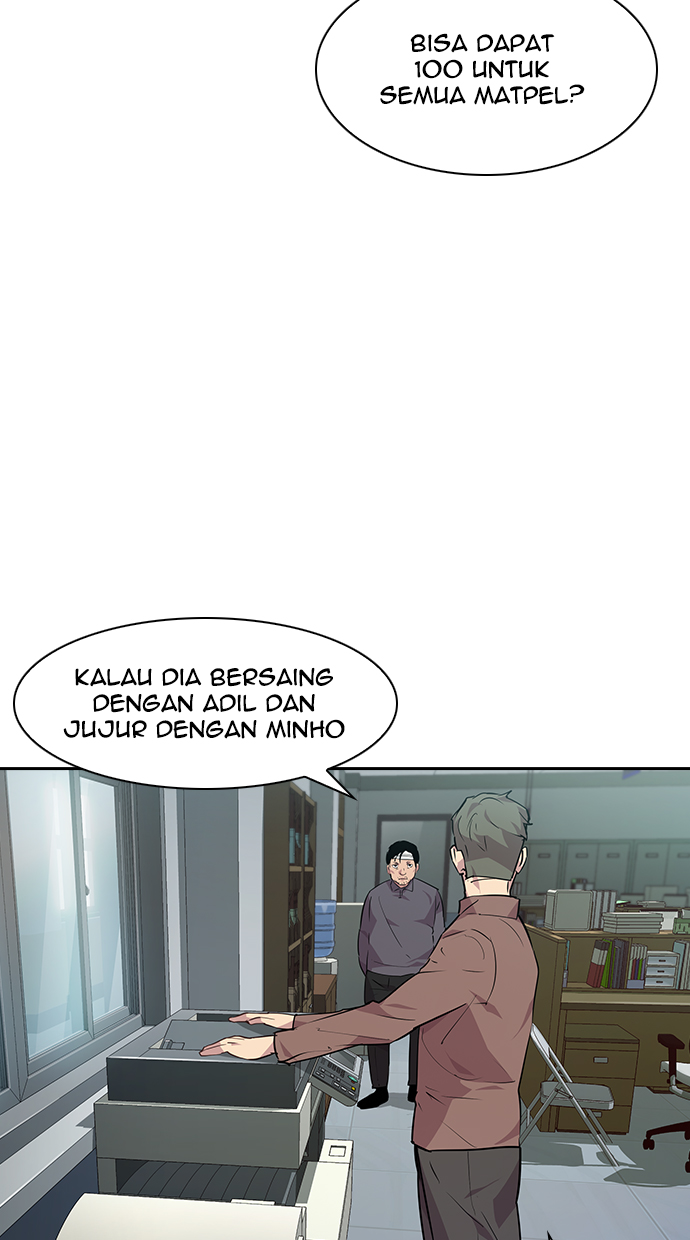 BISA DAPAT
100 UNTUK
SEMUA MATPEL?
KALAU DIA BERSAING
DENGAN ADIL DAN
JUJUR DENGAN MINHO